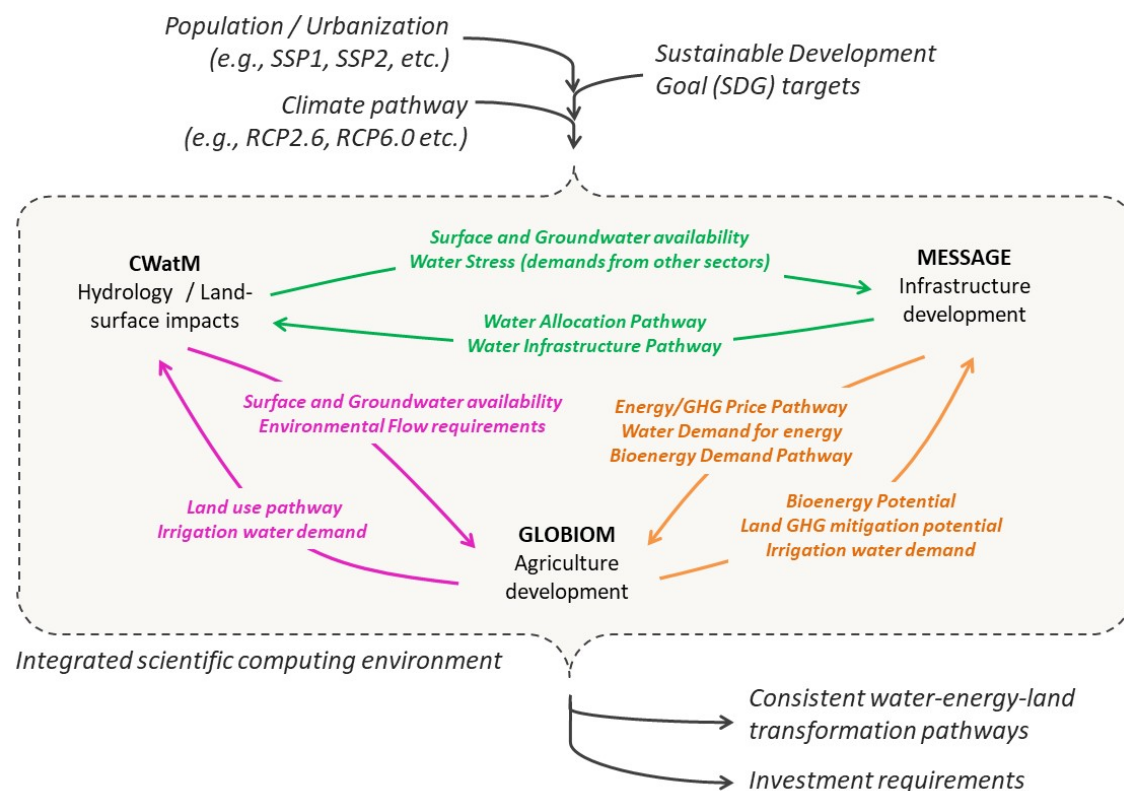 Population / Urbanization
(e.g., SSP1, SSP2, etc.)
Sustainable Development
Goal (SDG) targets
Climate pathway
(e.g., RCP2.6, RCP6.0 etc.)
Surface and Groundwater availability
Water Stress (demands from other sectors)
CWatM
Hydrology / Land-
surface impacts
MESSAGE
Infrastructure
development
Water Allocation Pathway
Water Infrastructure Pathway
Surface and Groundwater availability
Environmental Flow requirements
Energy/GHG Price Pathway
Water Demand for energy
Bioenergy Demand Pathway
Land use pathway
Irrigation water demand
Bioenergy Potential
Land GHG mitigation potential
Irrigation water demand
GLOBIOM
Agriculture
development
Integrated scientific computing environment
Consistent water-energy-land
transformation pathways
Investment requirements